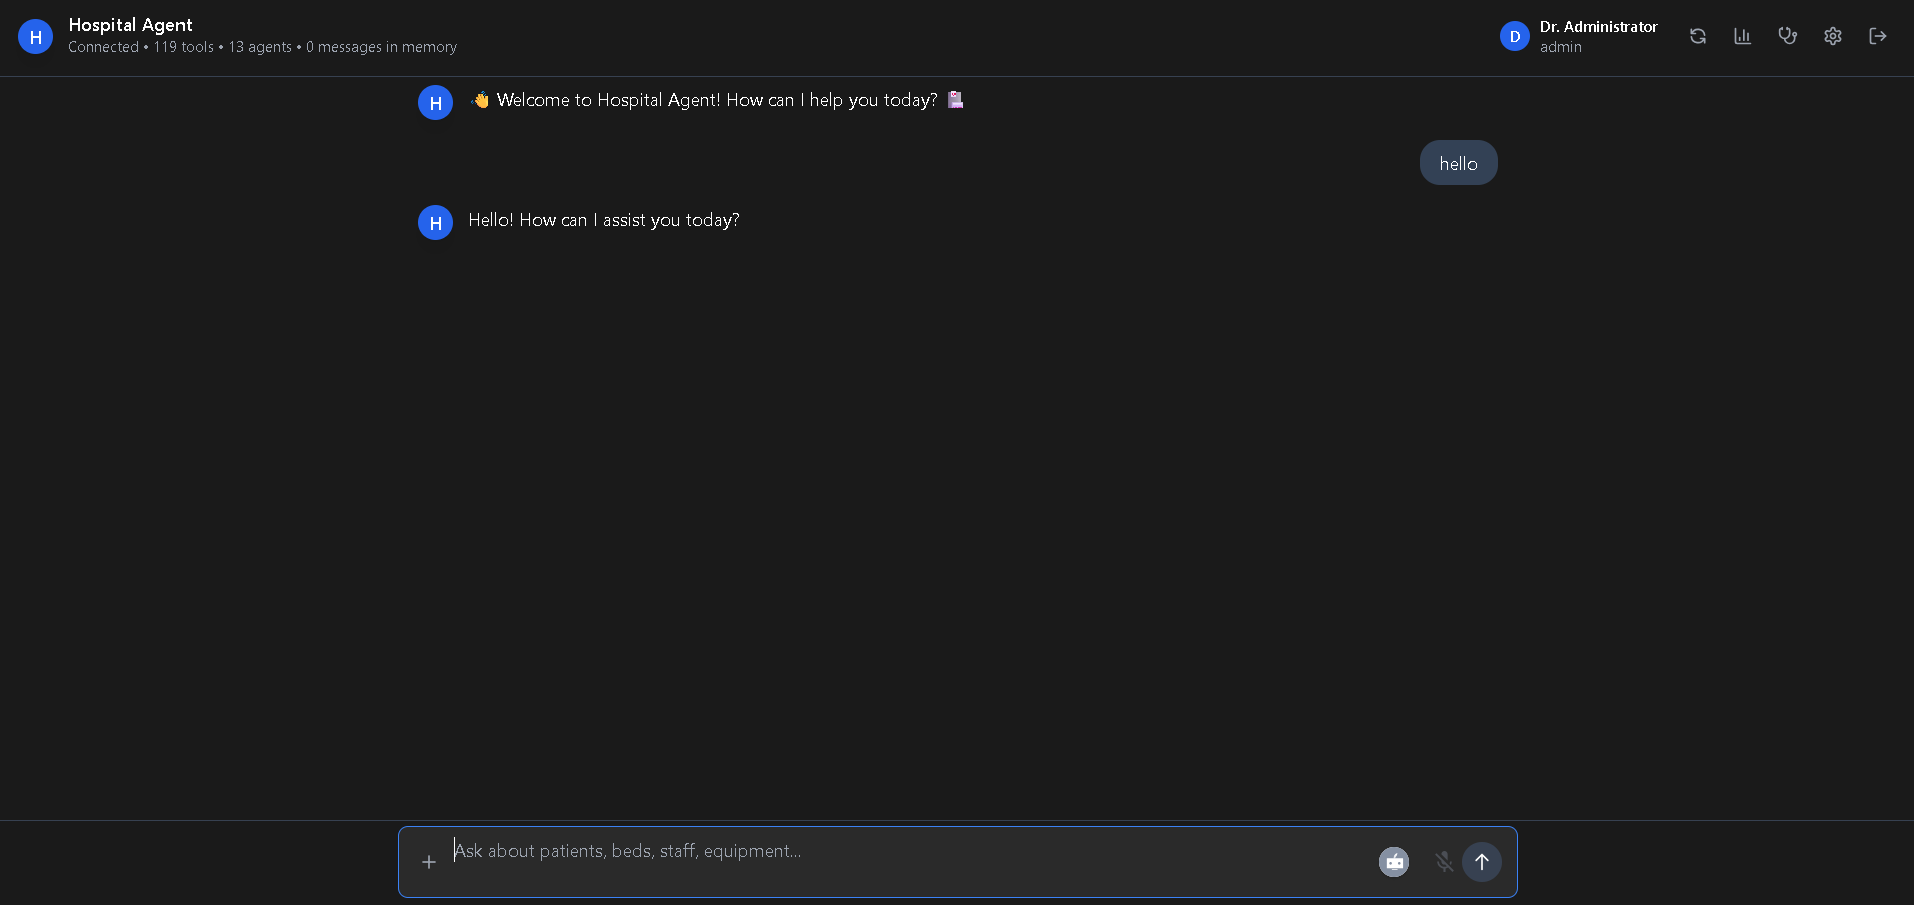 H
Hospital Agent
Connected • 119 tools • 13 agents • 0 messages in memory
D
Dr. Administrator
admin
H
👋 Welcome to Hospital Agent! How can I help you today? 🏥
hello
H
Hello! How can I assist you today?
Ask about patients, beds, staff, equipment...